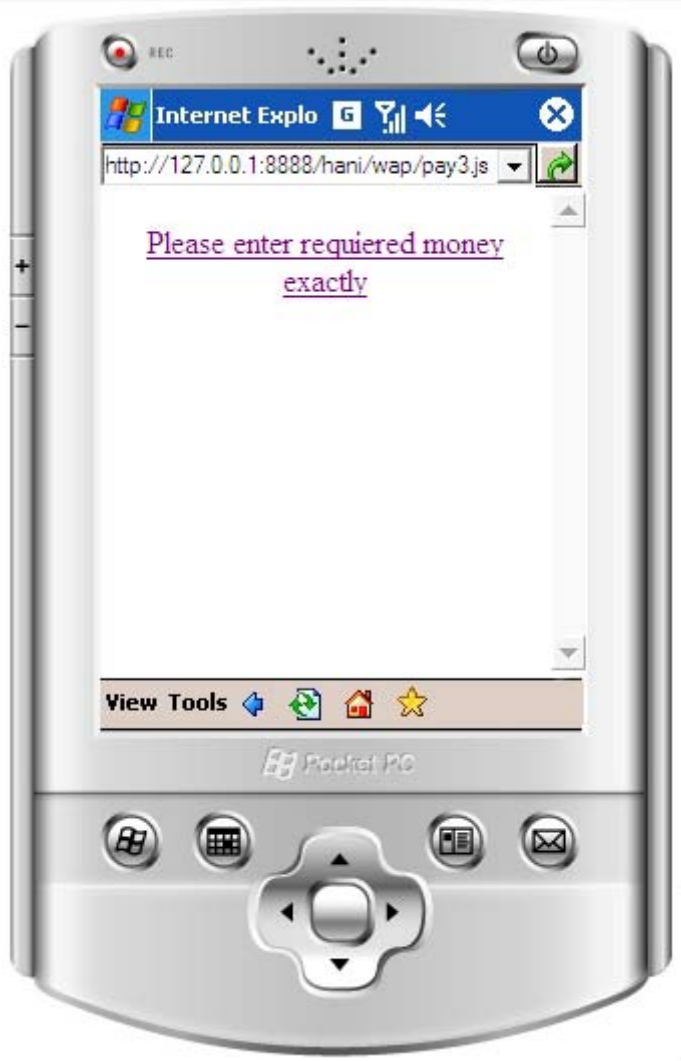 REC
Internet Explo G
http://127.0.0.1:8888/hani/wap/pay3.js
Please enter requiered money
exactly
View Tools
Pocket PC
+
−